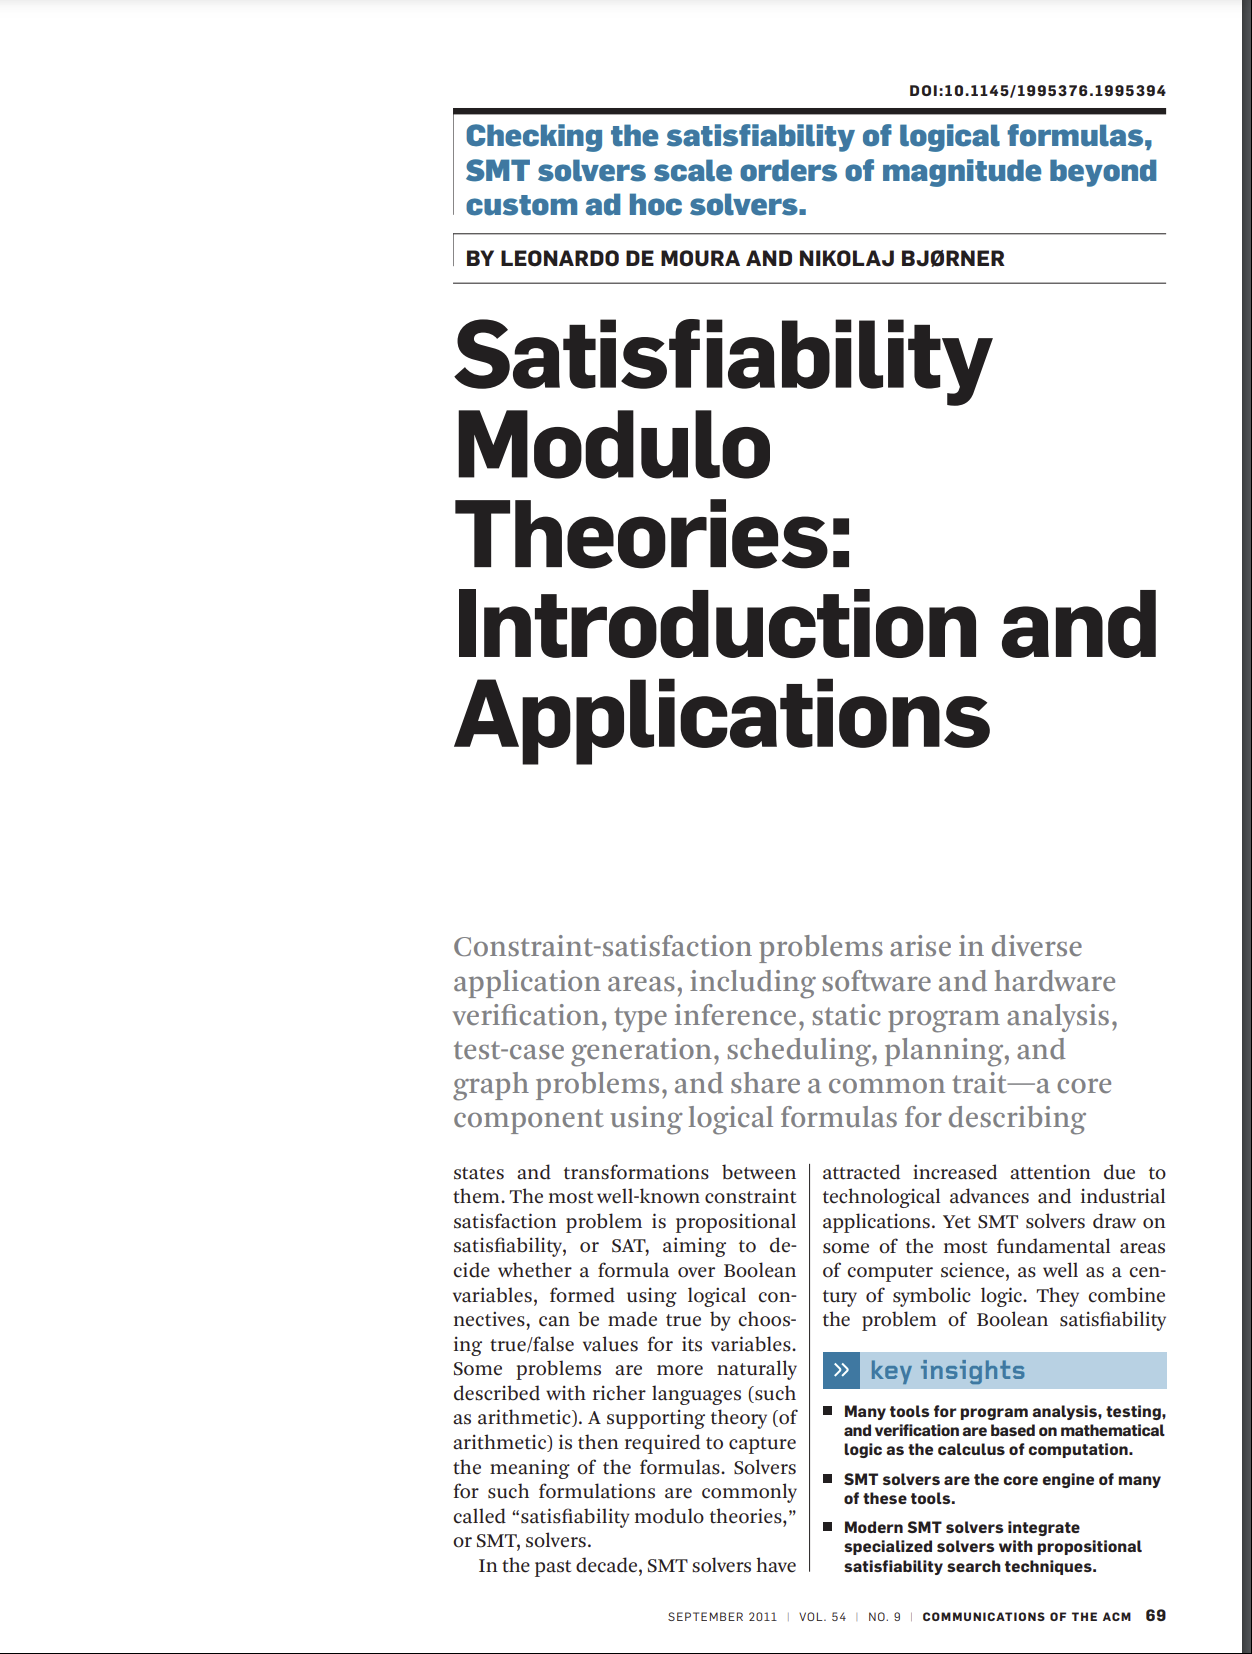 DOI:10.1145/1995376.1995394
Checking the satisfiability of logical formulas,
SMT solvers scale orders of magnitude beyond
custom ad hoc solvers.
BY LEONARDO DE MOURA AND NIKOLAJ BJØRNER
Satisfiability
Modulo
Theories:
Introduction and
Applications
Constraint-satisfaction problems arise in diverse
application areas, including software and hardware
verification, type inference, static program analysis,
test-case generation, scheduling, planning, and
graph problems, and share a common trait—a core
component using logical formulas for describing
states and transformations between
them. The most well-known constraint
satisfaction problem is propositional
satisfiability, or SAT, aiming to de-
cide whether a formula over Boolean
variables, formed using logical con-
nectives, can be made true by choos-
ing true/false values for its variables.
Some problems are more naturally
described with richer languages (such
as arithmetic). A supporting theory (of
arithmetic) is then required to capture
the meaning of the formulas. Solvers
for such formulations are commonly
called “satisfiability modulo theories,”
or SMT, solvers.
In the past decade, SMT solvers have
attracted increased attention due to
technological advances and industrial
applications. Yet SMT solvers draw on
some of the most fundamental areas
of computer science, as well as a cen-
tury of symbolic logic. They combine
the problem of Boolean satisfiability
» key insights
■ Many tools for program analysis, testing,
and verification are based on mathematical
logic as the calculus of computation.
■ SMT solvers are the core engine of many
of these tools.
■ Modern SMT solvers integrate
specialized solvers with propositional
satisfiability search techniques.
SEPTEMBER 2011 | VOL. 54 | NO. 9 | COMMUNICATIONS OF THE ACM 69